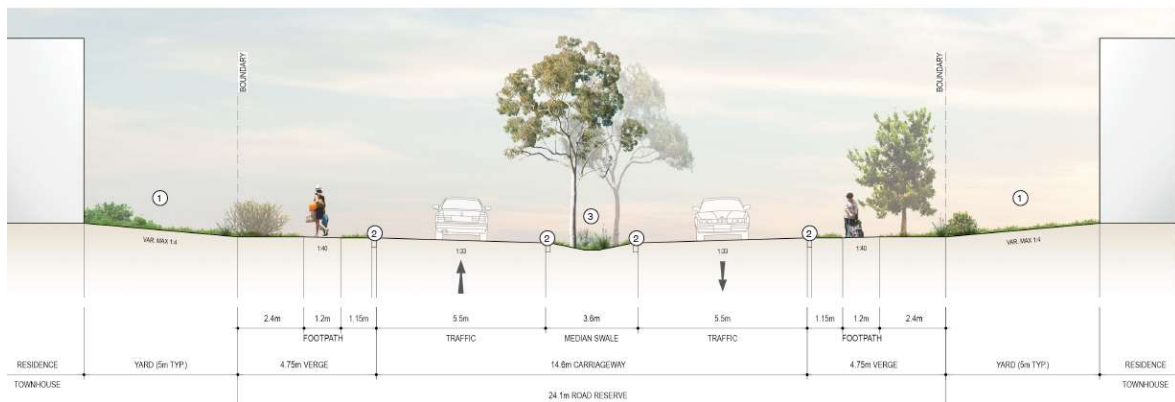 BOUNDARY
BOUNDARY
1
3
1
2
2
2
2
VAR. MAX 1:4
1:40
1:33
1:33
1:40
VAR. MAX 1:4
2.4m
1.2m
1.15m
5.5m
3.6m
5.5m
1.15m
1.2m
2.4m
FOOTPATH
TRAFFIC
MEDIAN SWALE
TRAFFIC
FOOTPATH
RESIDENCE
YARD (5m TYP.)
4.75m VERGE
14.6m CARRIAGEWAY
4.75m VERGE
YARD (5m TYP.)
RESIDENCE
TOWNHOUSE
24.1m ROAD RESERVE
TOWNHOUSE